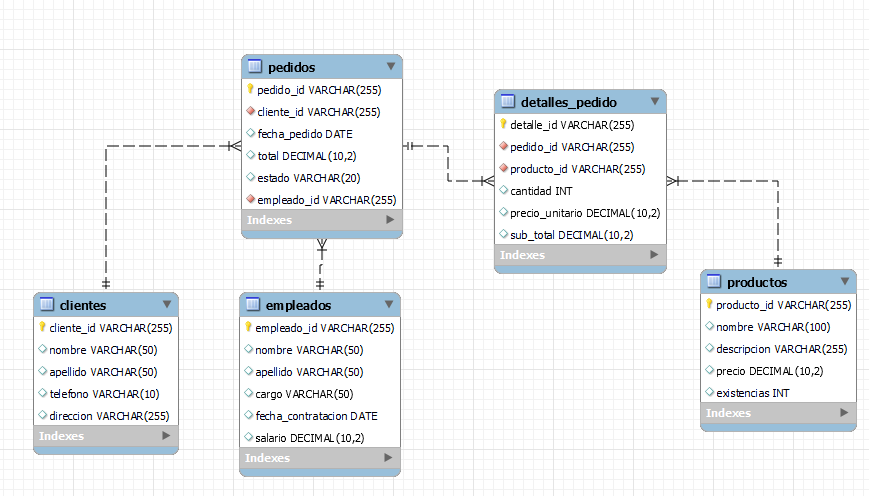 pedidos
pedido_id VARCHAR(255)
cliente_id VARCHAR(255)
fecha_pedido DATE
total DECIMAL(10,2)
estado VARCHAR(20)
empleado_id VARCHAR(255)
Indexes
detalles_pedido
detalle_id VARCHAR(255)
pedido_id VARCHAR(255)
producto_id VARCHAR(255)
cantidad INT
precio_unitario DECIMAL(10,2)
sub_total DECIMAL(10,2)
Indexes
clientes
cliente_id VARCHAR(255)
nombre VARCHAR(50)
apellido VARCHAR(50)
telefono VARCHAR(10)
direccion VARCHAR(255)
Indexes
empleados
empleado_id VARCHAR(255)
nombre VARCHAR(50)
apellido VARCHAR(50)
cargo VARCHAR(50)
fecha_contratacion DATE
salario DECIMAL(10,2)
Indexes
productos
producto_id VARCHAR(255)
nombre VARCHAR(100)
descripcion VARCHAR(255)
precio DECIMAL(10,2)
existencias INT
Indexes